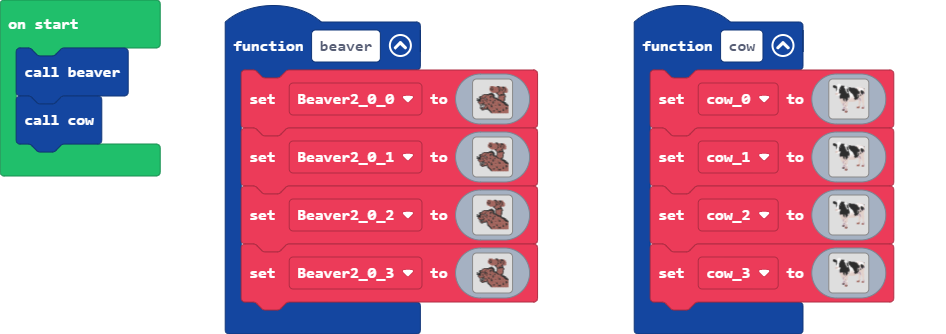 on start
call beaver
call cow
function beaver
set Beaver2_0_0 to
set Beaver2_0_1 to
set Beaver2_0_2 to
set Beaver2_0_3 to
function cow
set cow_0 to
set cow_1 to
set cow_2 to
set cow_3 to